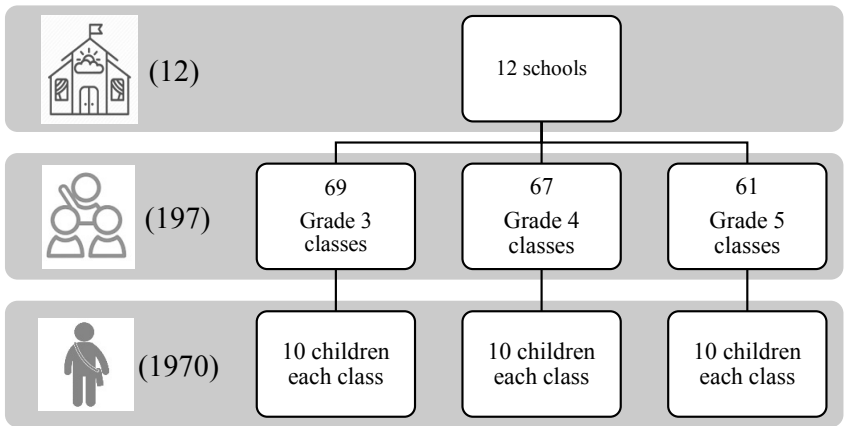 (12)
12 schools
(197)
69
Grade 3
classes
67
Grade 4
classes
61
Grade 5
classes
(1970)
10 children
each class
10 children
each class
10 children
each class